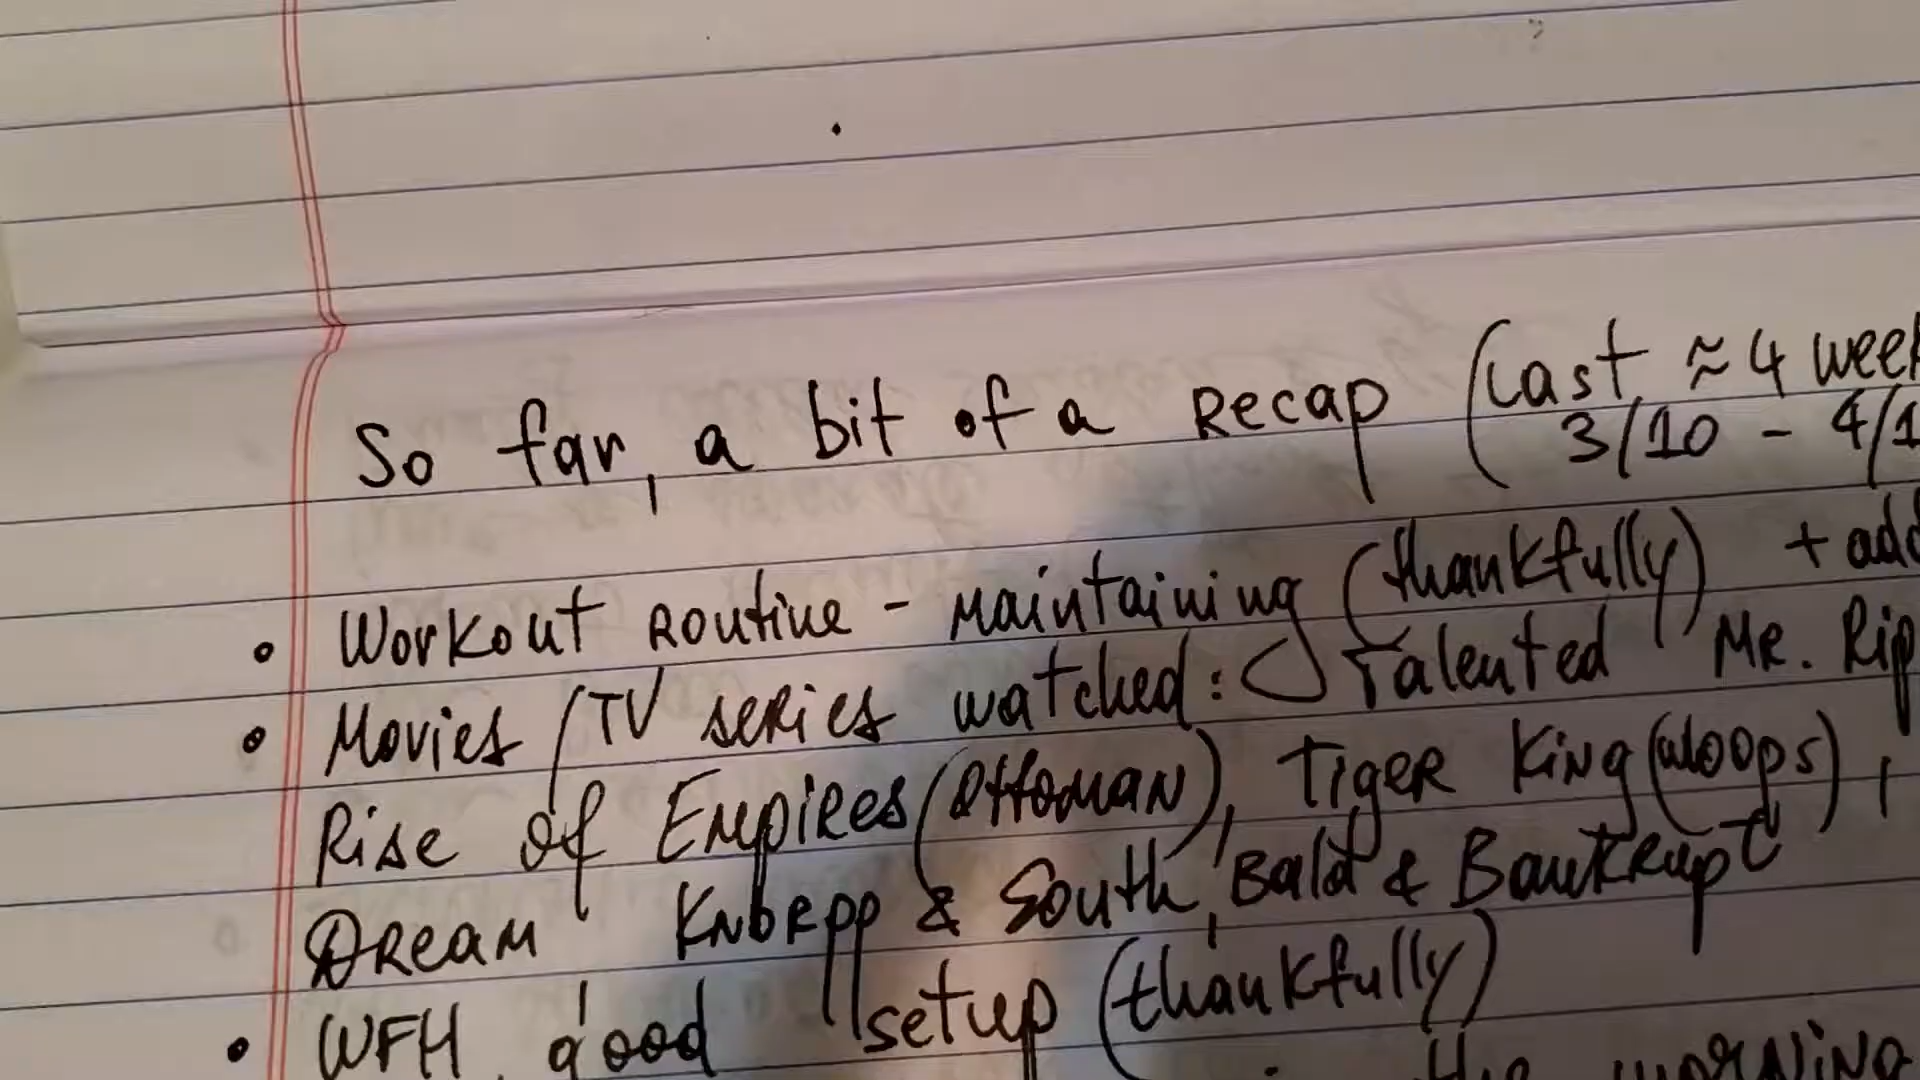 So far, a bit of a Recap (Last ≈ 4 week
3/10 - 4/1
• Workout Routine - Maintaining (thankfully) + add
• Movies / TV series watched: Talented Mr. Rip
Rise of Empires (Ottoman), Tiger King (woops),
Dream & South, Bald & Bankrupt
• WFH good setup (thankfully)
the morning